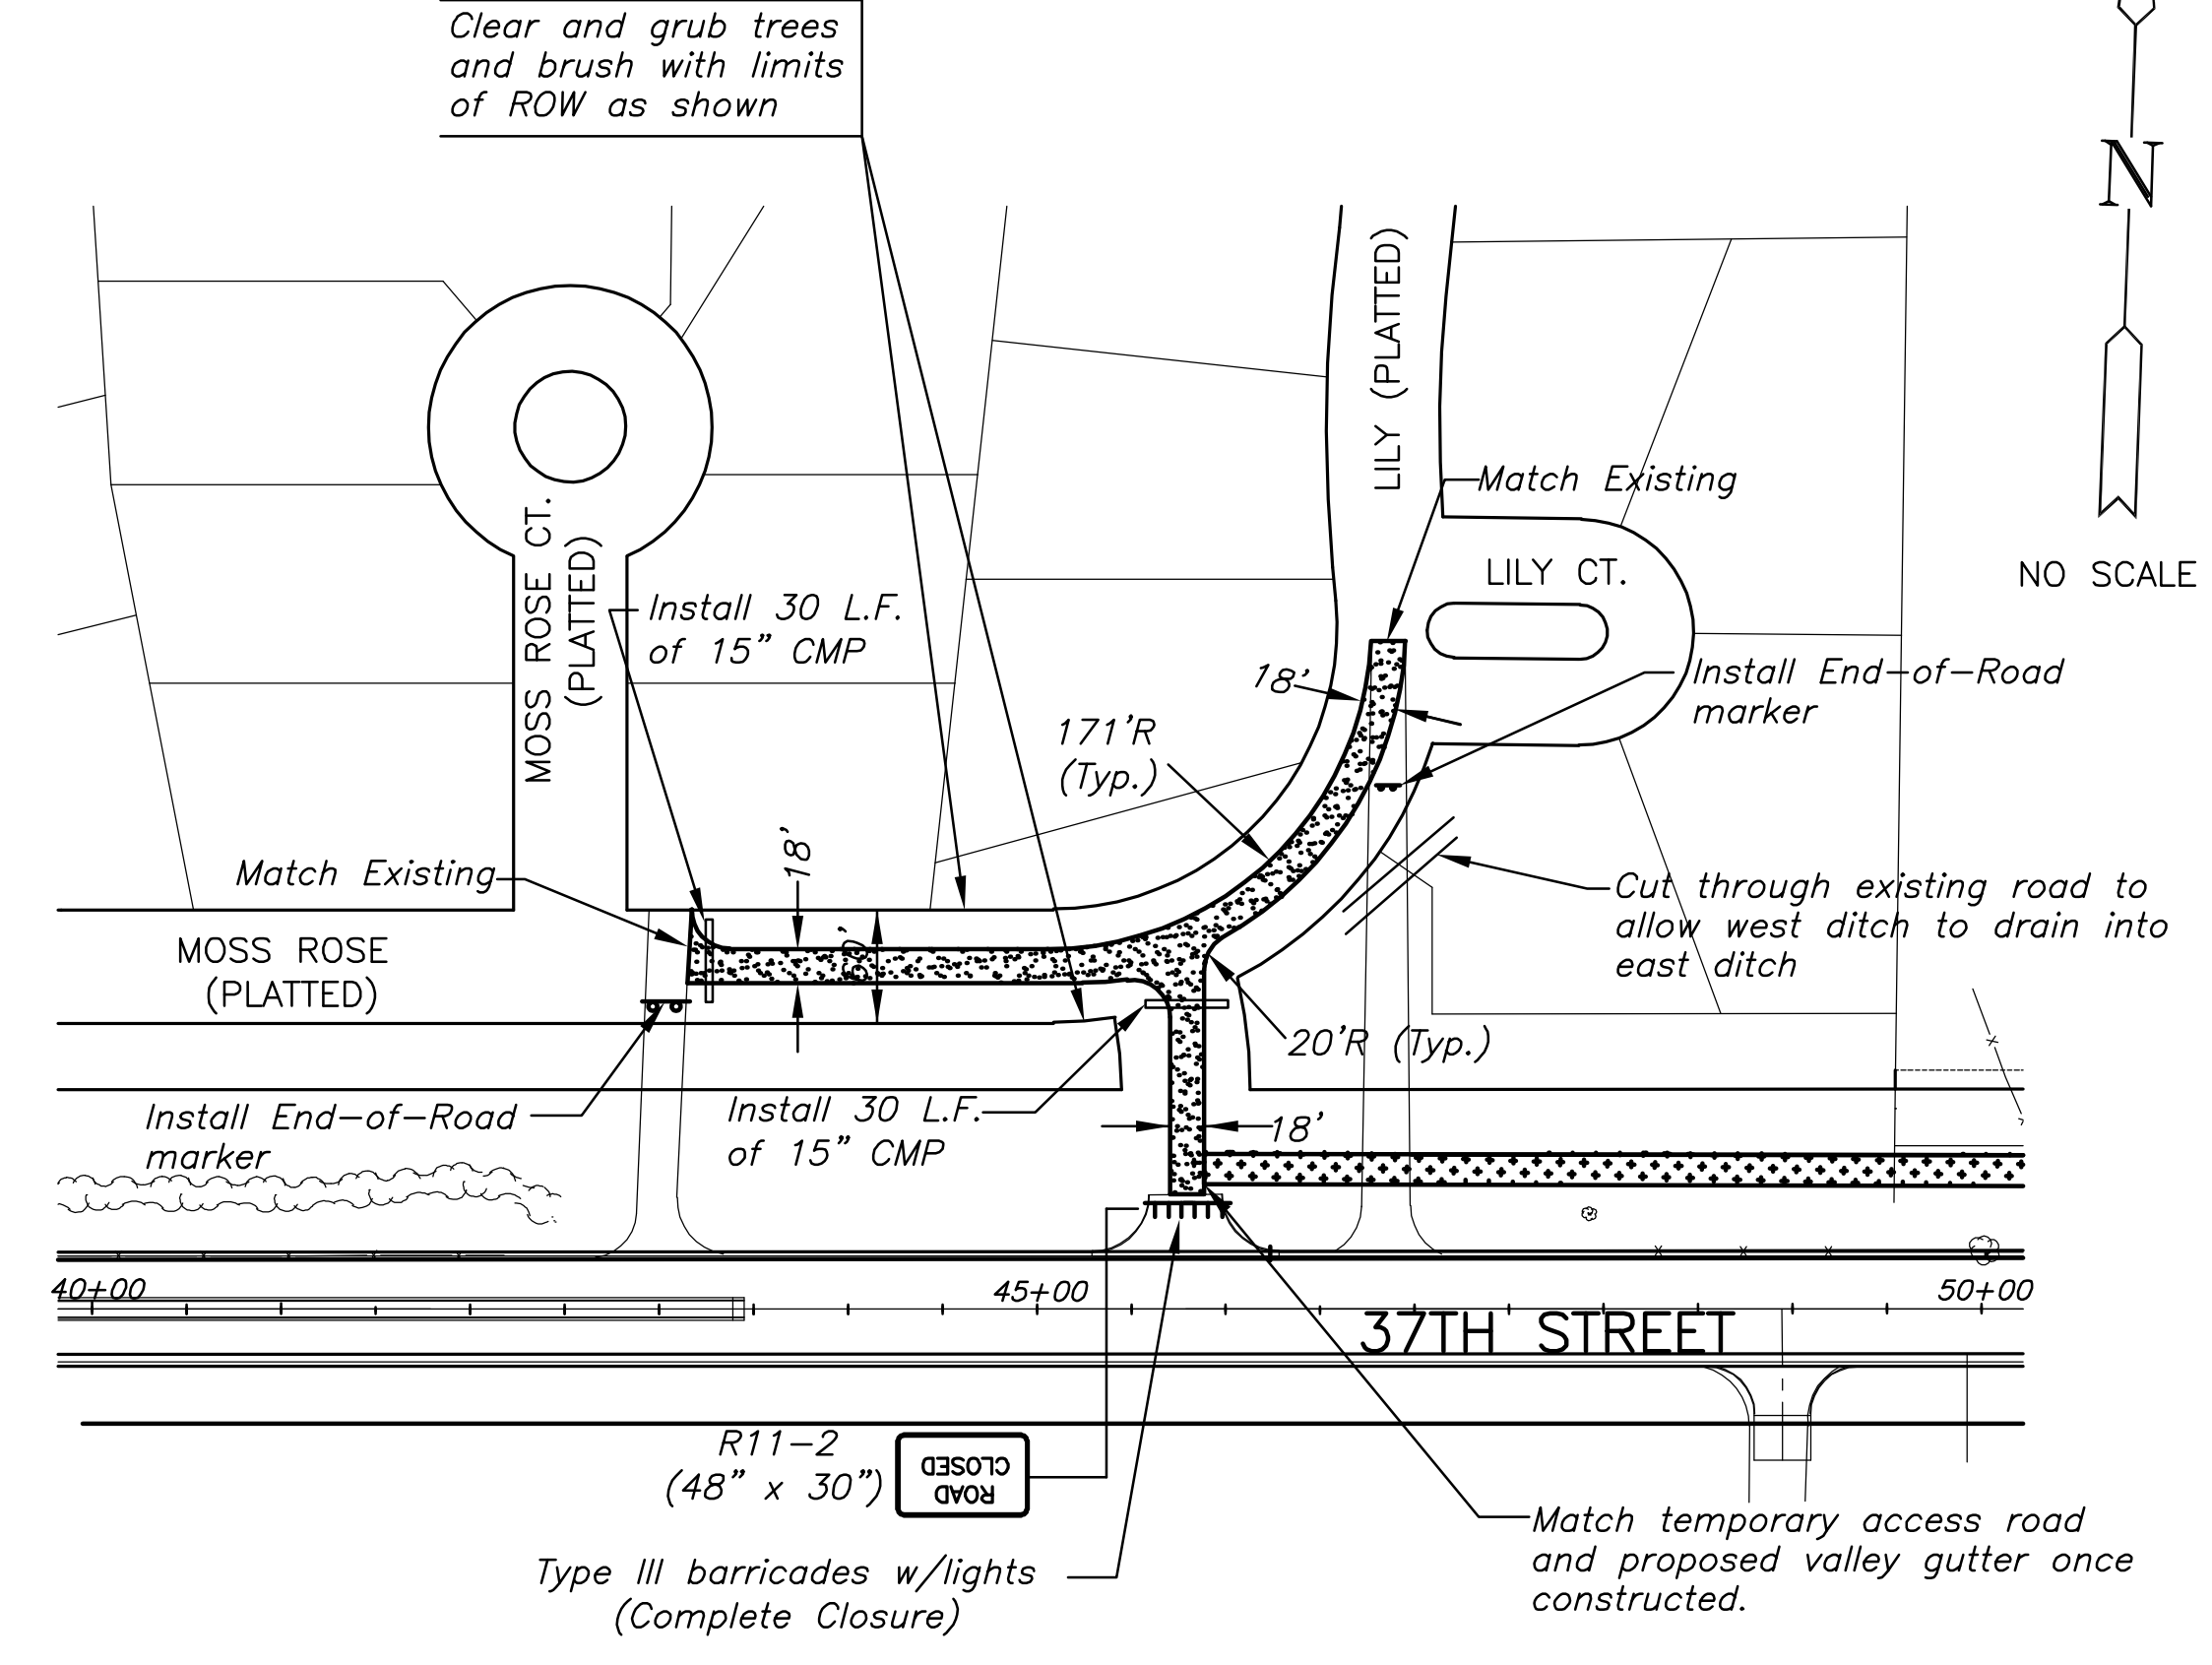 Clear and grub trees
and brush with limits
of ROW as shown
N
NO SCALE
LILY (PLATTED)
Match Existing
LILY CT.
MOSS ROSE CT.
(PLATTED)
Install 30 L.F.
of 15” CMP
18’
Install End-of-Road
marker
171’R
(Typ.)
18’
Match Existing
60’
Cut through existing road to
allow west ditch to drain into
east ditch
MOSS ROSE
(PLATTED)
20’R (Typ.)
Install End-of-Road
marker
Install 30 L.F.
of 15” CMP
18’
40+00
45+00
50+00
37TH STREET
R11-2
(48” x 30”)
ROAD
CLOSED
Match temporary access road
and proposed valley gutter once
constructed.
Type III barricades w/lights
(Complete Closure)